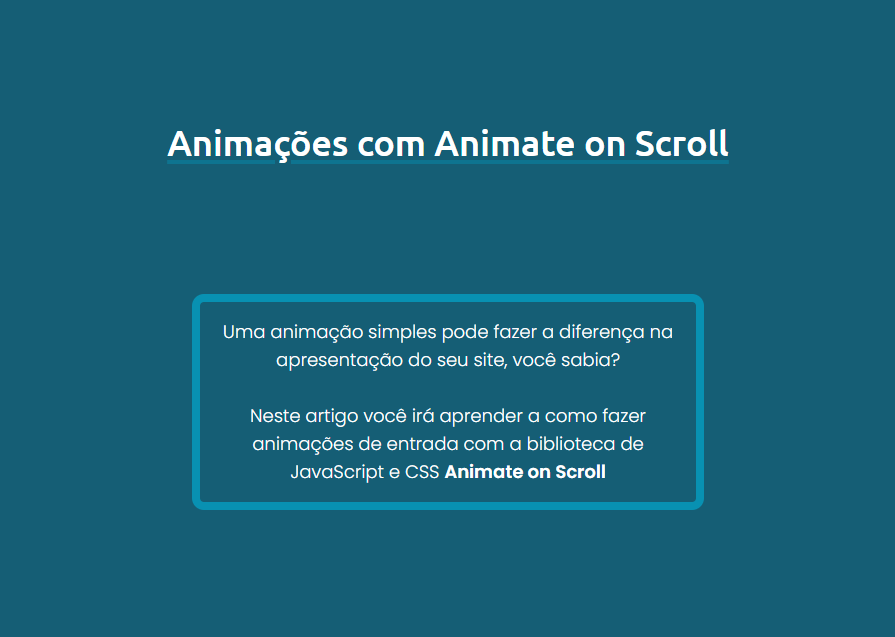 Animações com Animate on Scroll
Uma animação simples pode fazer a diferença na
apresentação do seu site, você sabia?
Neste artigo você irá aprender a como fazer
animações de entrada com a biblioteca de
JavaScript e CSS Animate on Scroll